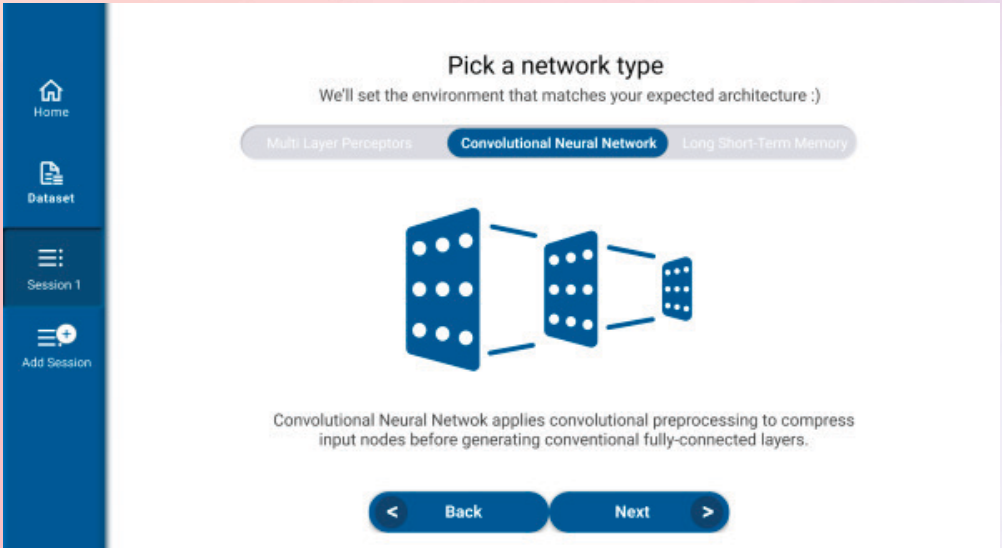 Pick a network type
We'll set the environment that matches your expected architecture :)
Home
Multi Layer Perceptors
Convolutional Neural Network
Long Short-Term Memory
Dataset
Session 1
Add Session
Convolutional Neural Netwok applies convolutional preprocessing to compress
input nodes before generating conventional fully-connected layers.
< Back
Next >